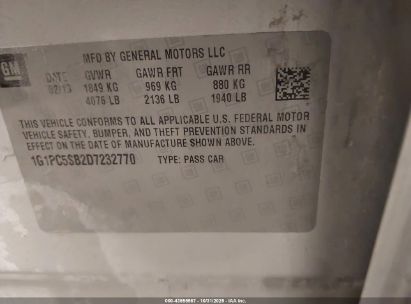 GM
MFD BY GENERAL MOTORS LLC
DATE GVWR GAWR FRT GAWR RR
02/13 1849 KG 969 KG 880 KG
4076 LB 2136 LB 1940 LB
THIS VEHICLE CONFORMS TO ALL APPLICABLE U.S. FEDERAL MOTOR
VEHICLE SAFETY, BUMPER, AND THEFT PREVENTION STANDARDS IN
EFFECT ON THE DATE OF MANUFACTURE SHOWN ABOVE.
1G1PC5SB2D7232770 TYPE: PASS CAR